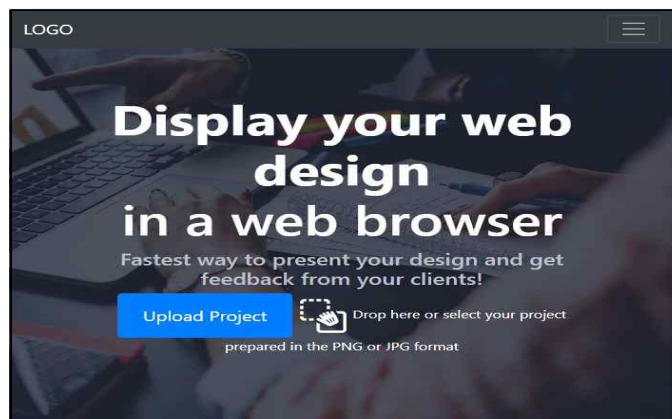 LOGO
Display your web
design
in a web browser
Fastest way to present your design and get
feedback from your clients!
Upload Project
Drop here or select your project
prepared in the PNG or JPG format